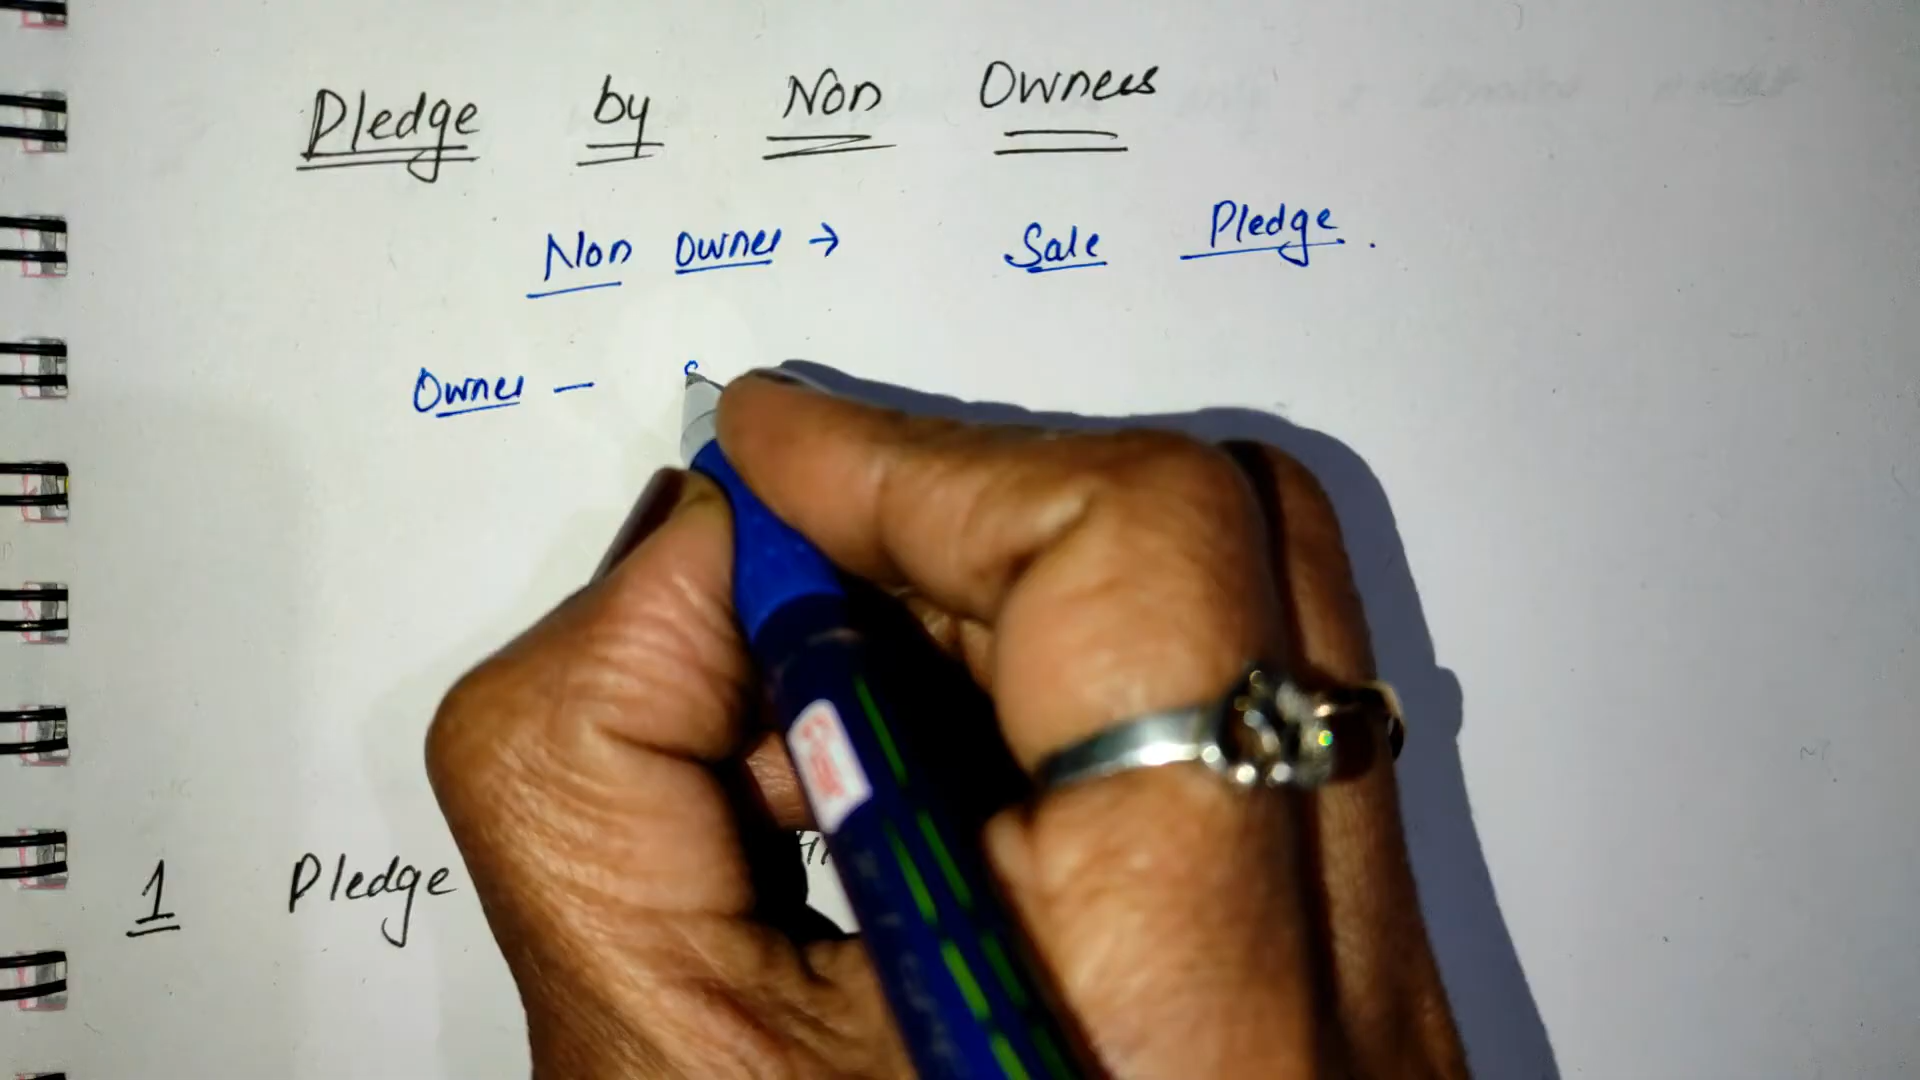 Pledge by Non Owners
Non Owner → Sale Pledge.
Owner —
1 Pledge